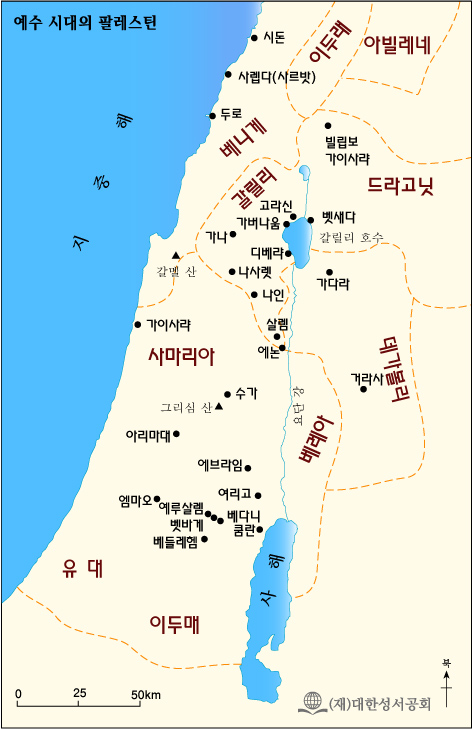 예수 시대의 팔레스틴
시돈
이두래
아빌레네
사렙다(사르밧)
두로
베니게
지중해
빌립보
가이사랴
갈릴리
드라고닛
고라신
벳새다
가버나움
가나
갈릴리 호수
디베랴
갈멜 산
나사렛
가다라
나인
가이사랴
살렘
에논
사마리아
데가볼리
거라사
수가
그리심 산
요단 강
베레아
아리마대
에브라임
여리고
엠마오
예루살렘
베다니
벳바게
쿰란
베들레헴
유 대
사 해
이두매
북
0 25 50km
(재)대한성서공회